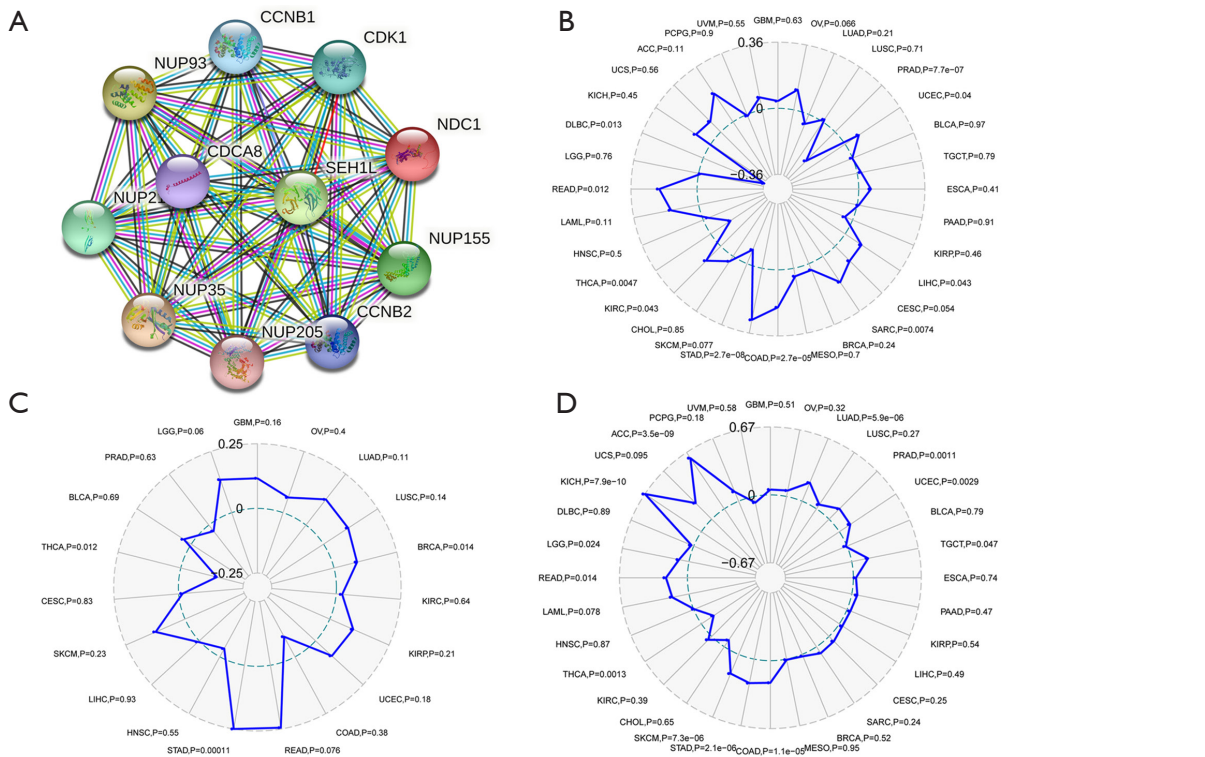 A
CCNB1
CDK1
NUP93
NDC1
CDCA8
SEH1L
NUP155
NUP35
CCNB2
NUP205
B
UVM,P=0.55
GBM,P=0.63
OV,P=0.066
PCPG,P=0.9
LUAD,P=0.21
ACC,P=0.11
0.36
LUSC,P=0.71
UCS,P=0.56
PRAD,P=7.7e-07
KICH,P=0.45
UCEC,P=0.04
0
DLBC,P=0.013
BLCA,P=0.97
LGG,P=0.76
TGCT,P=0.79
−0.36
READ,P=0.012
ESCA,P=0.41
LAML,P=0.11
PAAD,P=0.91
HNSC,P=0.5
KIRP,P=0.46
THCA,P=0.0047
LIHC,P=0.043
KIRC,P=0.043
CESC,P=0.054
CHOL,P=0.85
SARC,P=0.0074
SKCM,P=0.077
BRCA,P=0.24
STAD,P=2.7e-08
COAD,P=2.7e-05
MESO,P=0.7
C
GBM,P=0.16
LGG,P=0.06
OV,P=0.4
0.25
PRAD,P=0.63
LUAD,P=0.11
BLCA,P=0.69
LUSC,P=0.14
0
THCA,P=0.012
BRCA,P=0.014
−0.25
CESC,P=0.83
KIRC,P=0.64
SKCM,P=0.23
KIRP,P=0.21
LIHC,P=0.93
UCEC,P=0.18
HNSC,P=0.55
COAD,P=0.38
STAD,P=0.00011
READ,P=0.076
D
UVM,P=0.58
GBM,P=0.51
OV,P=0.32
PCPG,P=0.18
LUAD,P=5.9e-06
ACC,P=3.5e-09
0.67
LUSC,P=0.27
UCS,P=0.095
PRAD,P=0.0011
KICH,P=7.9e-10
UCEC,P=0.0029
0
DLBC,P=0.89
BLCA,P=0.79
LGG,P=0.024
TGCT,P=0.047
−0.67
READ,P=0.014
ESCA,P=0.74
LAML,P=0.078
PAAD,P=0.47
HNSC,P=0.87
KIRP,P=0.54
THCA,P=0.0013
LIHC,P=0.49
KIRC,P=0.39
CESC,P=0.25
CHOL,P=0.65
SARC,P=0.24
SKCM,P=7.3e-06
BRCA,P=0.52
STAD,P=2.1e-06
COAD,P=1.1e-05
MESO,P=0.95